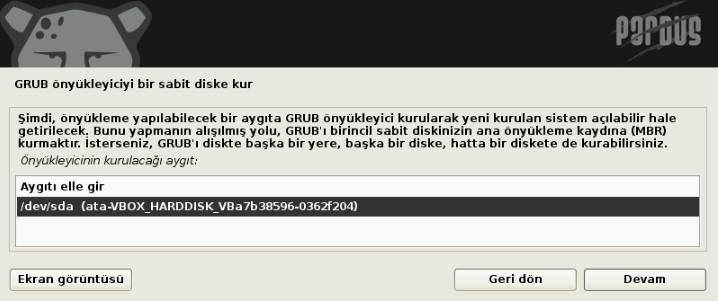 PARDUS
GRUB önyükleyiciyi bir sabit diske kur
Şimdi, önyükleme yapılabilecek bir aygıta GRUB önyükleyici kurularak yeni kurulan sistem açılabilir hale
getirilecek. Bunu yapmanın alışılmış yolu, GRUB'ı birincil sabit diskinizin ana önyükleme kaydına (MBR)
kurmaktır. İsterseniz, GRUB'ı diskte başka bir yere, başka bir diske, hatta bir diskete de kurabilirsiniz.
Önyükleyicinin kurulacağı aygıt:
Aygıtı elle gir
/dev/sda (ata-VBOX_HARDDISK_VBa7b38596-0362f204)
Ekran görüntüsü
Geri dön
Devam